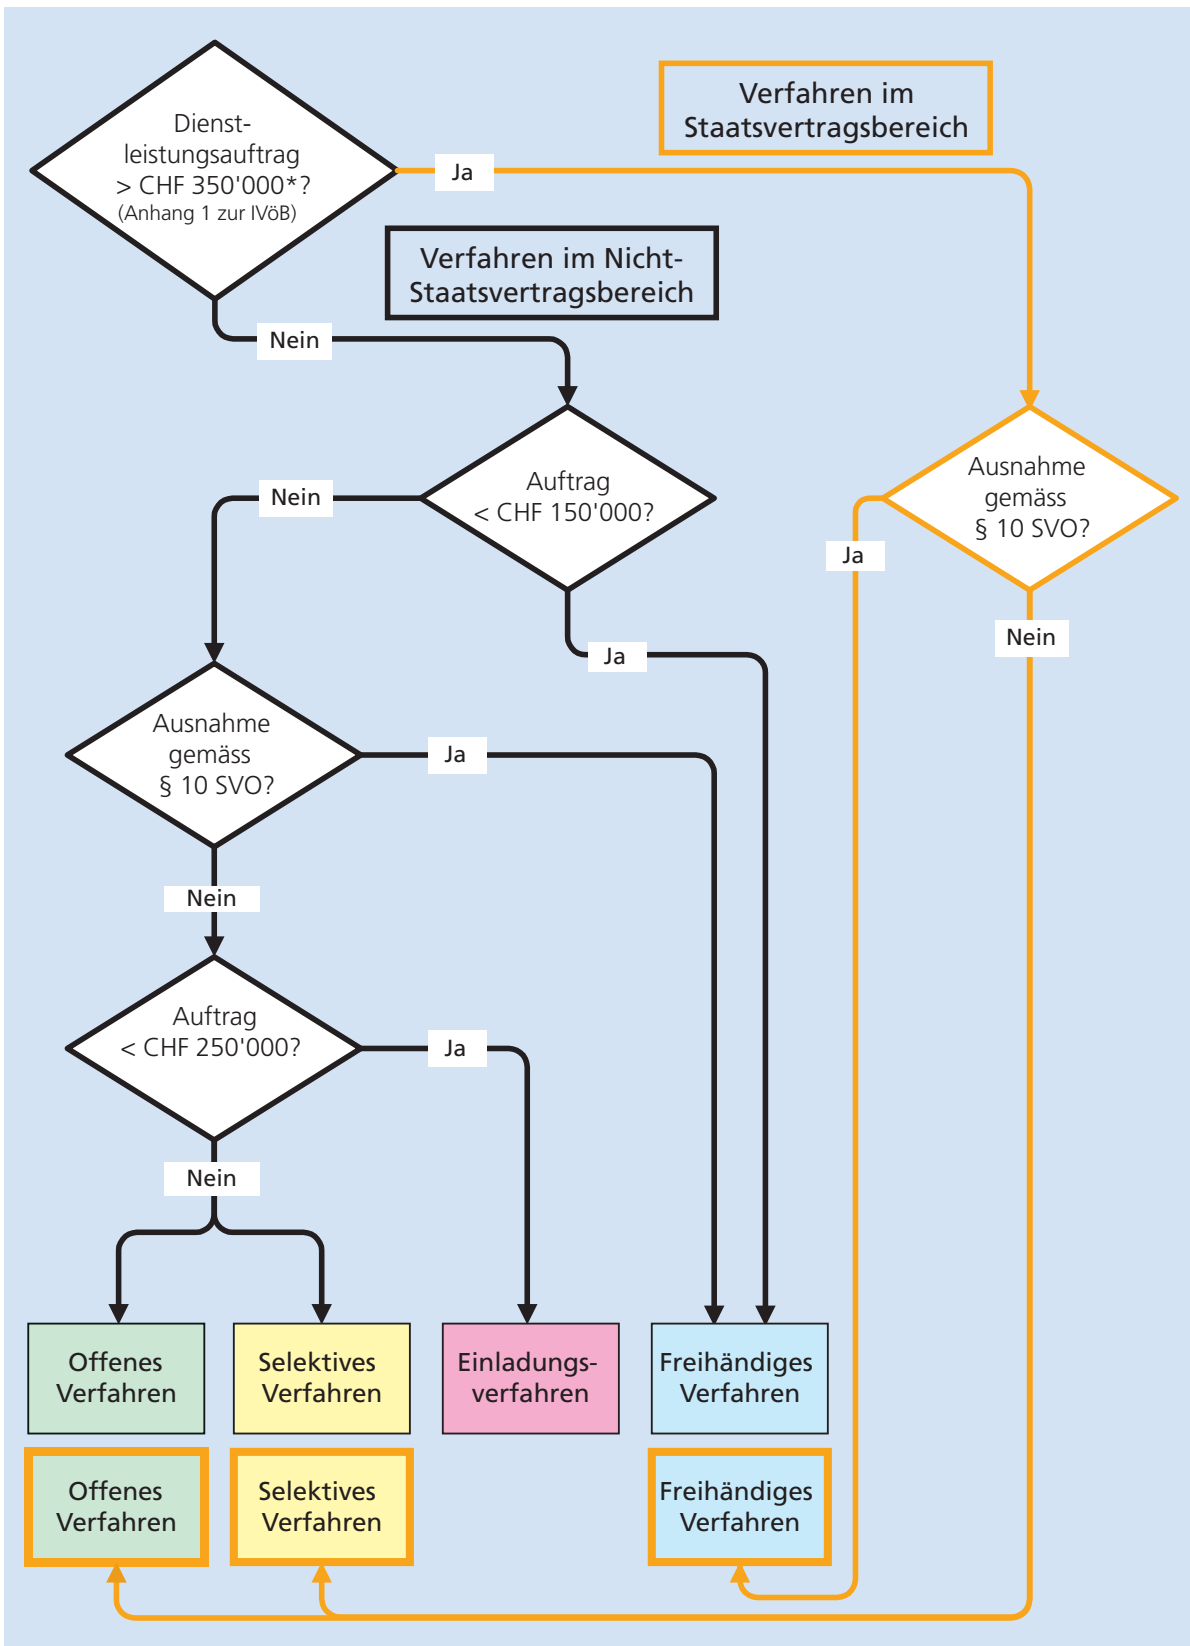 Dienst-
leistungsauftrag
> CHF 350'000*?
(Anhang 1 zur IVöB)
Ja
Verfahren im
Staatsvertragsbereich
Verfahren im Nicht-
Staatsvertragsbereich
Nein
Auftrag
< CHF 150'000?
Nein
Ja
Ausnahme
gemäss
§ 10 SVO?
Ja
Nein
Ausnahme
gemäss
§ 10 SVO?
Ja
Nein
Auftrag
< CHF 250'000?
Ja
Nein
Offenes
Verfahren
Selektives
Verfahren
Einladungs-
verfahren
Freihändiges
Verfahren
Offenes
Verfahren
Selektives
Verfahren
Freihändiges
Verfahren